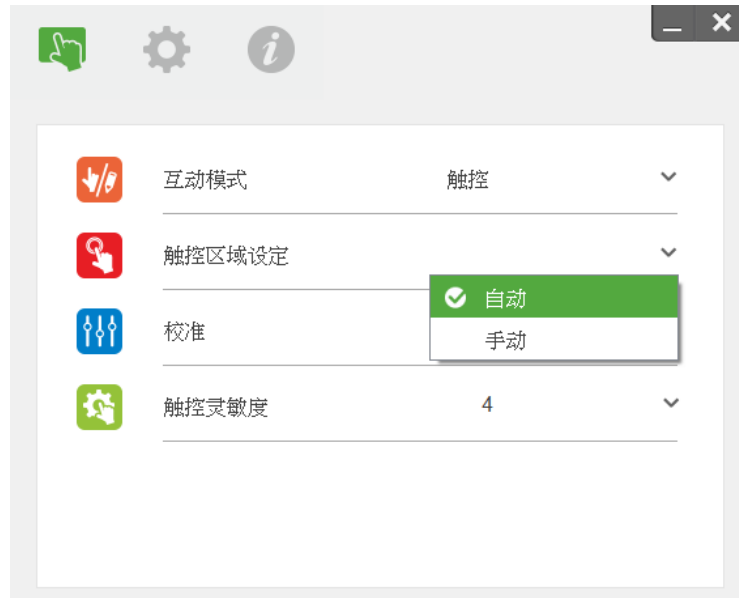 互动模式 触控
触控区域设定
自动
校准
手动
触控灵敏度 4